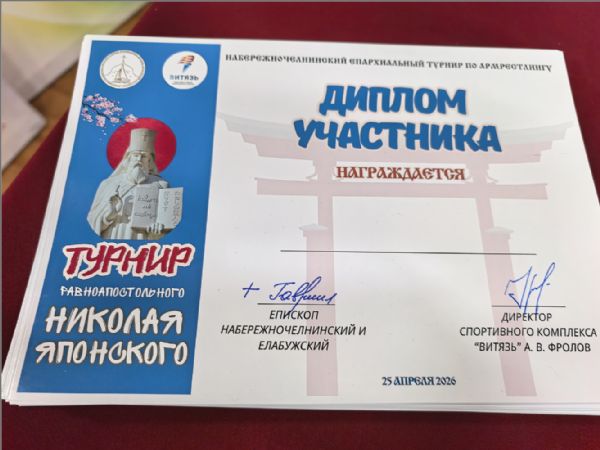 НАБЕРЕЖНОЧЕЛНИНСКИЙ ЕПАРХИАЛЬНЫЙ ТУРНИР ПО АРМРЕСТЛИНГУ
ВИТЯЗЬ
ДИПЛОМ
УЧАСТНИКА
НАГРАЖДАЕТСЯ
ТУРНИР
РАВНОАПОСТОЛЬНОГО
НИКОЛАЯ
ЯПОНСКОГО
+ Гавриил
ЕПИСКОП
НАБЕРЕЖНОЧЕЛНИНСКИЙ И
ЕЛАБУЖСКИЙ
ДИРЕКТОР
СПОРТИВНОГО КОМПЛЕКСА
"ВИТЯЗЬ" А. В. ФРОЛОВ
25 АПРЕЛЯ 2026